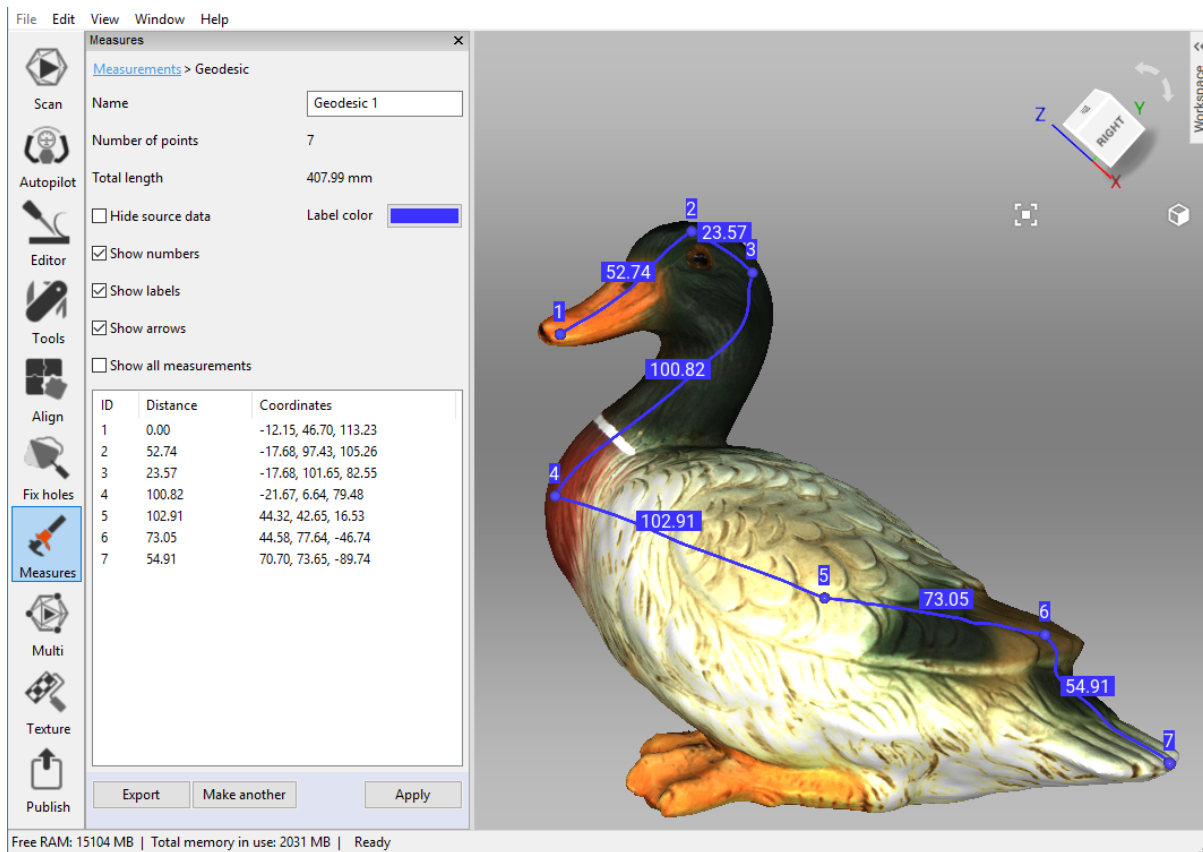 File Edit View Window Help
Scan
Autopilot
Editor
Tools
Align
Fix holes
Measures
Multi
Texture
Publish
Measures
Measurements > Geodesic
Name Geodesic 1
Number of points 7
Total length 407.99 mm
Hide source data Label color
Show numbers
Show labels
Show arrows
Show all measurements
ID Distance Coordinates
1 0.00 -12.15, 46.70, 113.23
2 52.74 -17.68, 97.43, 105.26
3 23.57 -17.68, 101.65, 82.55
4 100.82 -21.67, 6.64, 79.48
5 102.91 44.32, 42.65, 16.53
6 73.05 44.58, 77.64, -46.74
7 54.91 70.70, 73.65, -89.74
Export Make another Apply
Workspace
Z
Y
RIGHT
X
2
23.57
3
52.74
1
100.82
4
102.91
5
73.05
6
54.91
7
Free RAM: 15104 MB | Total memory in use: 2031 MB | Ready